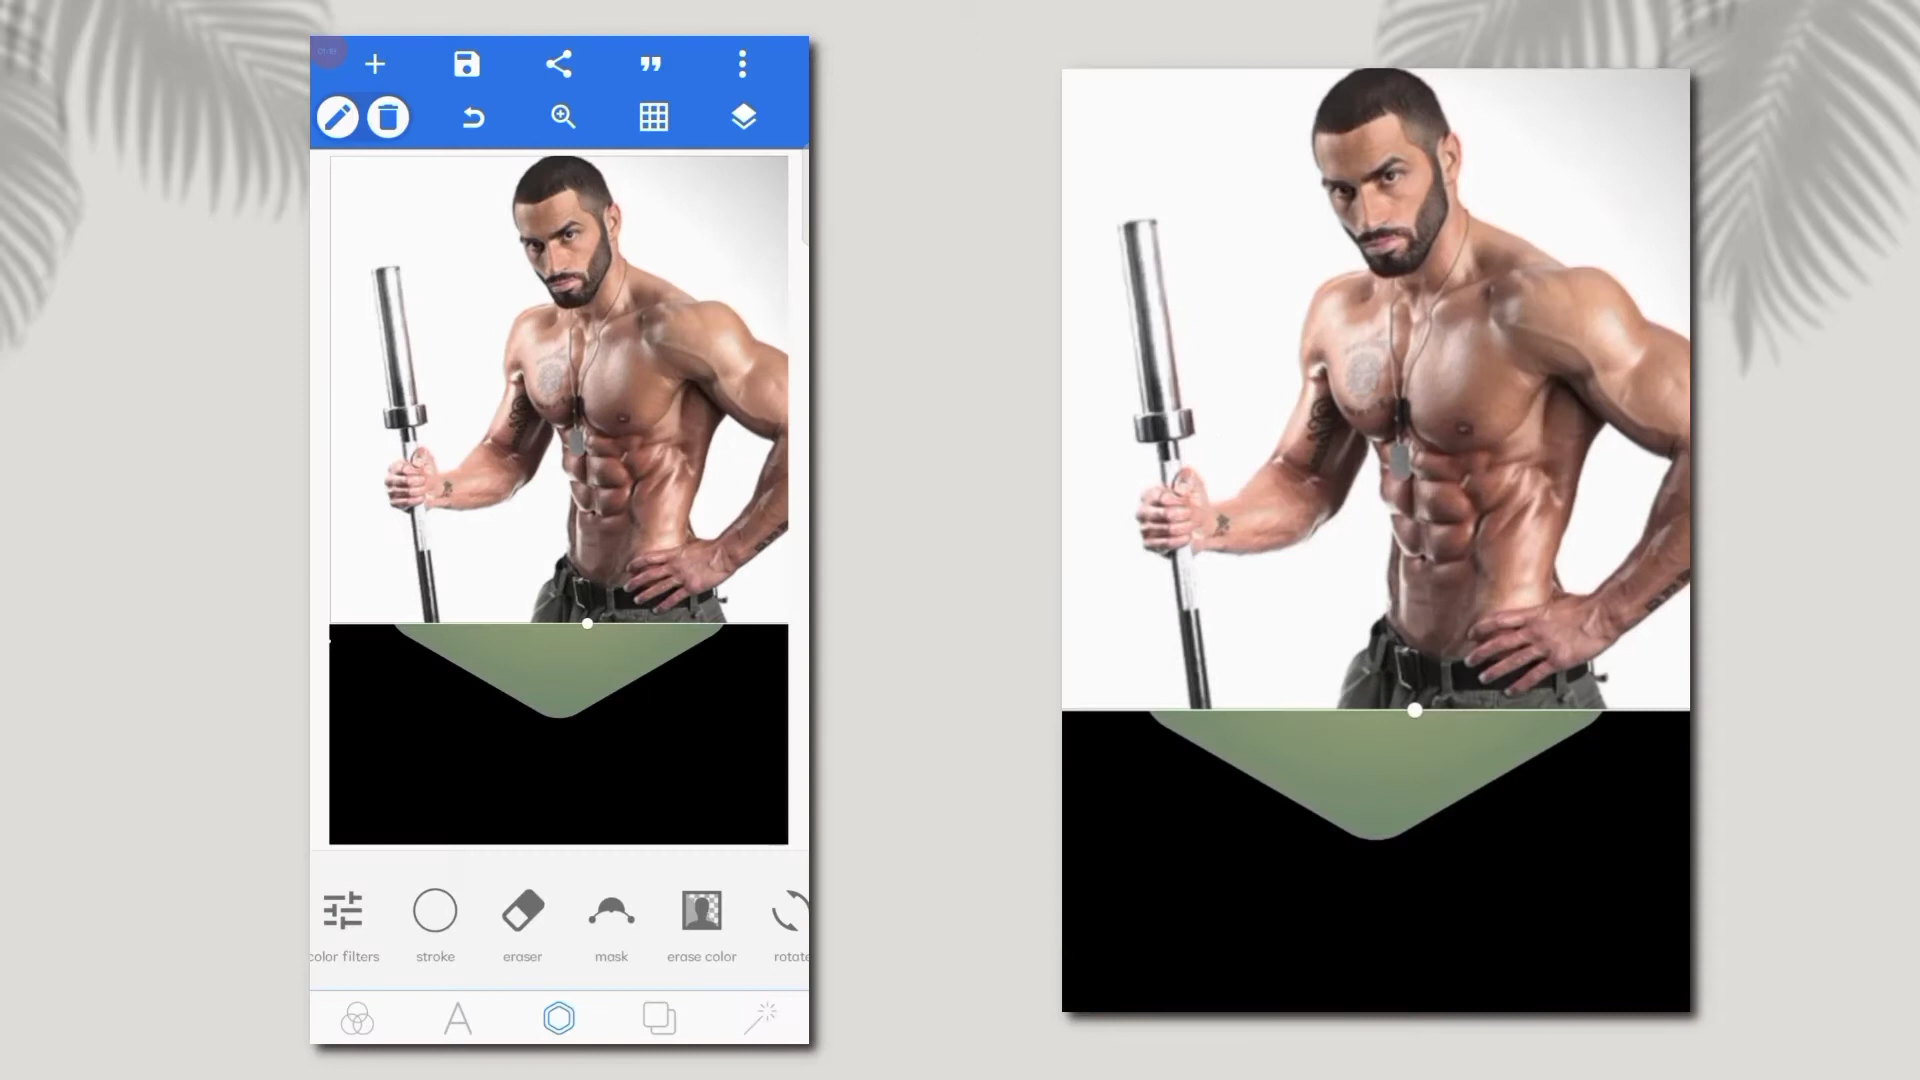 color filters
stroke
eraser
mask
erase color
rotate